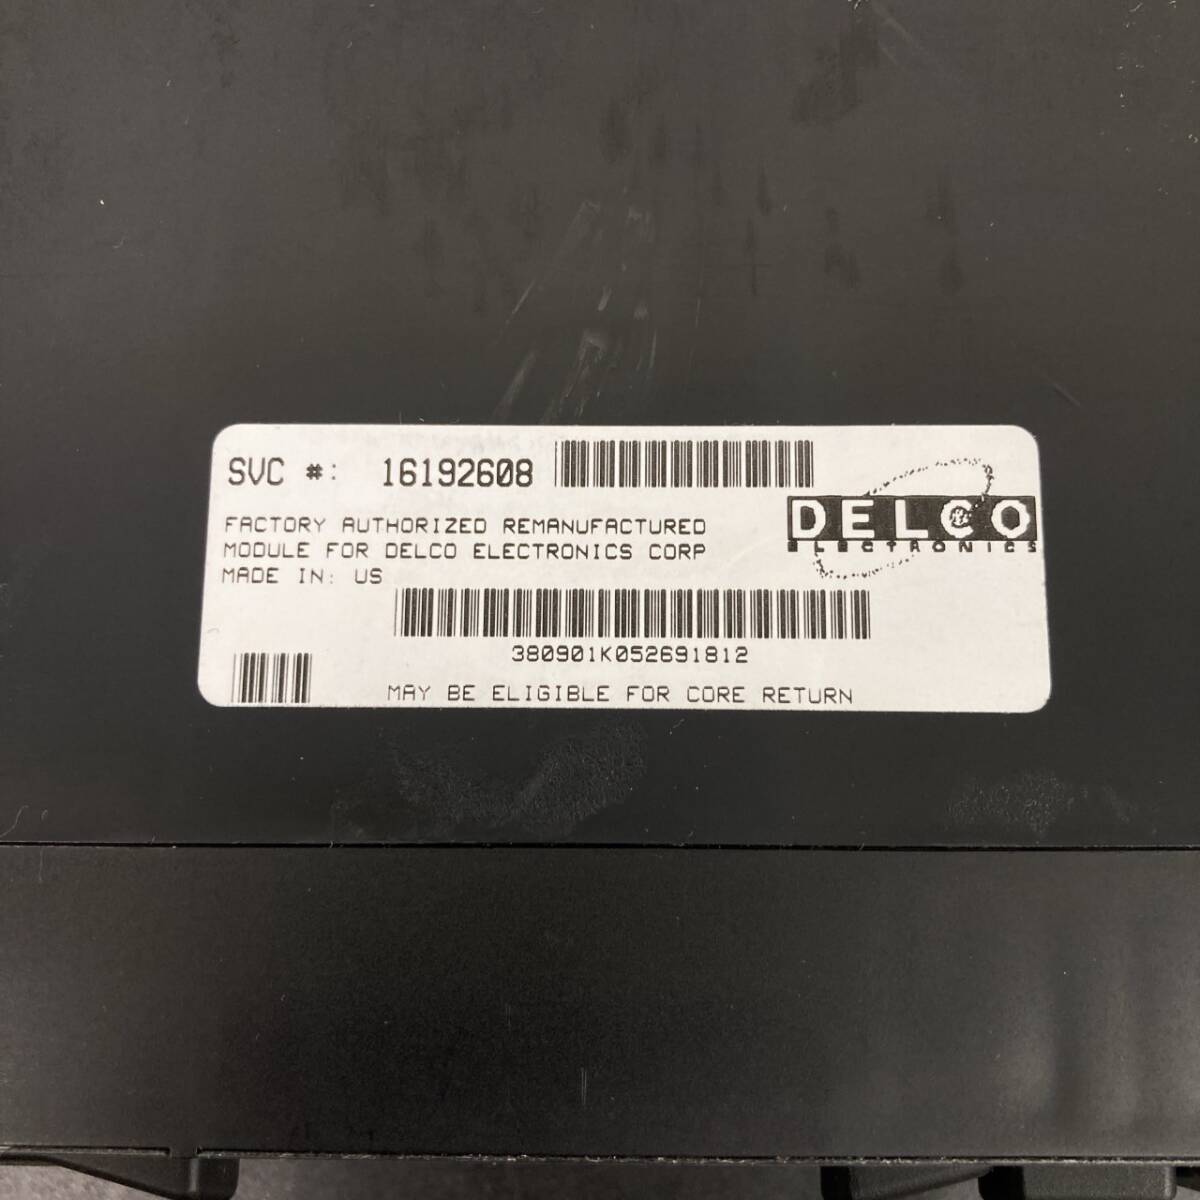 SVC #: 16192608
FACTORY AUTHORIZED REMANUFACTURED
MODULE FOR DELCO ELECTRONICS CORP
MADE IN: US
DELCO
ELECTRONICS
380901K052691812
MAY BE ELIGIBLE FOR CORE RETURN